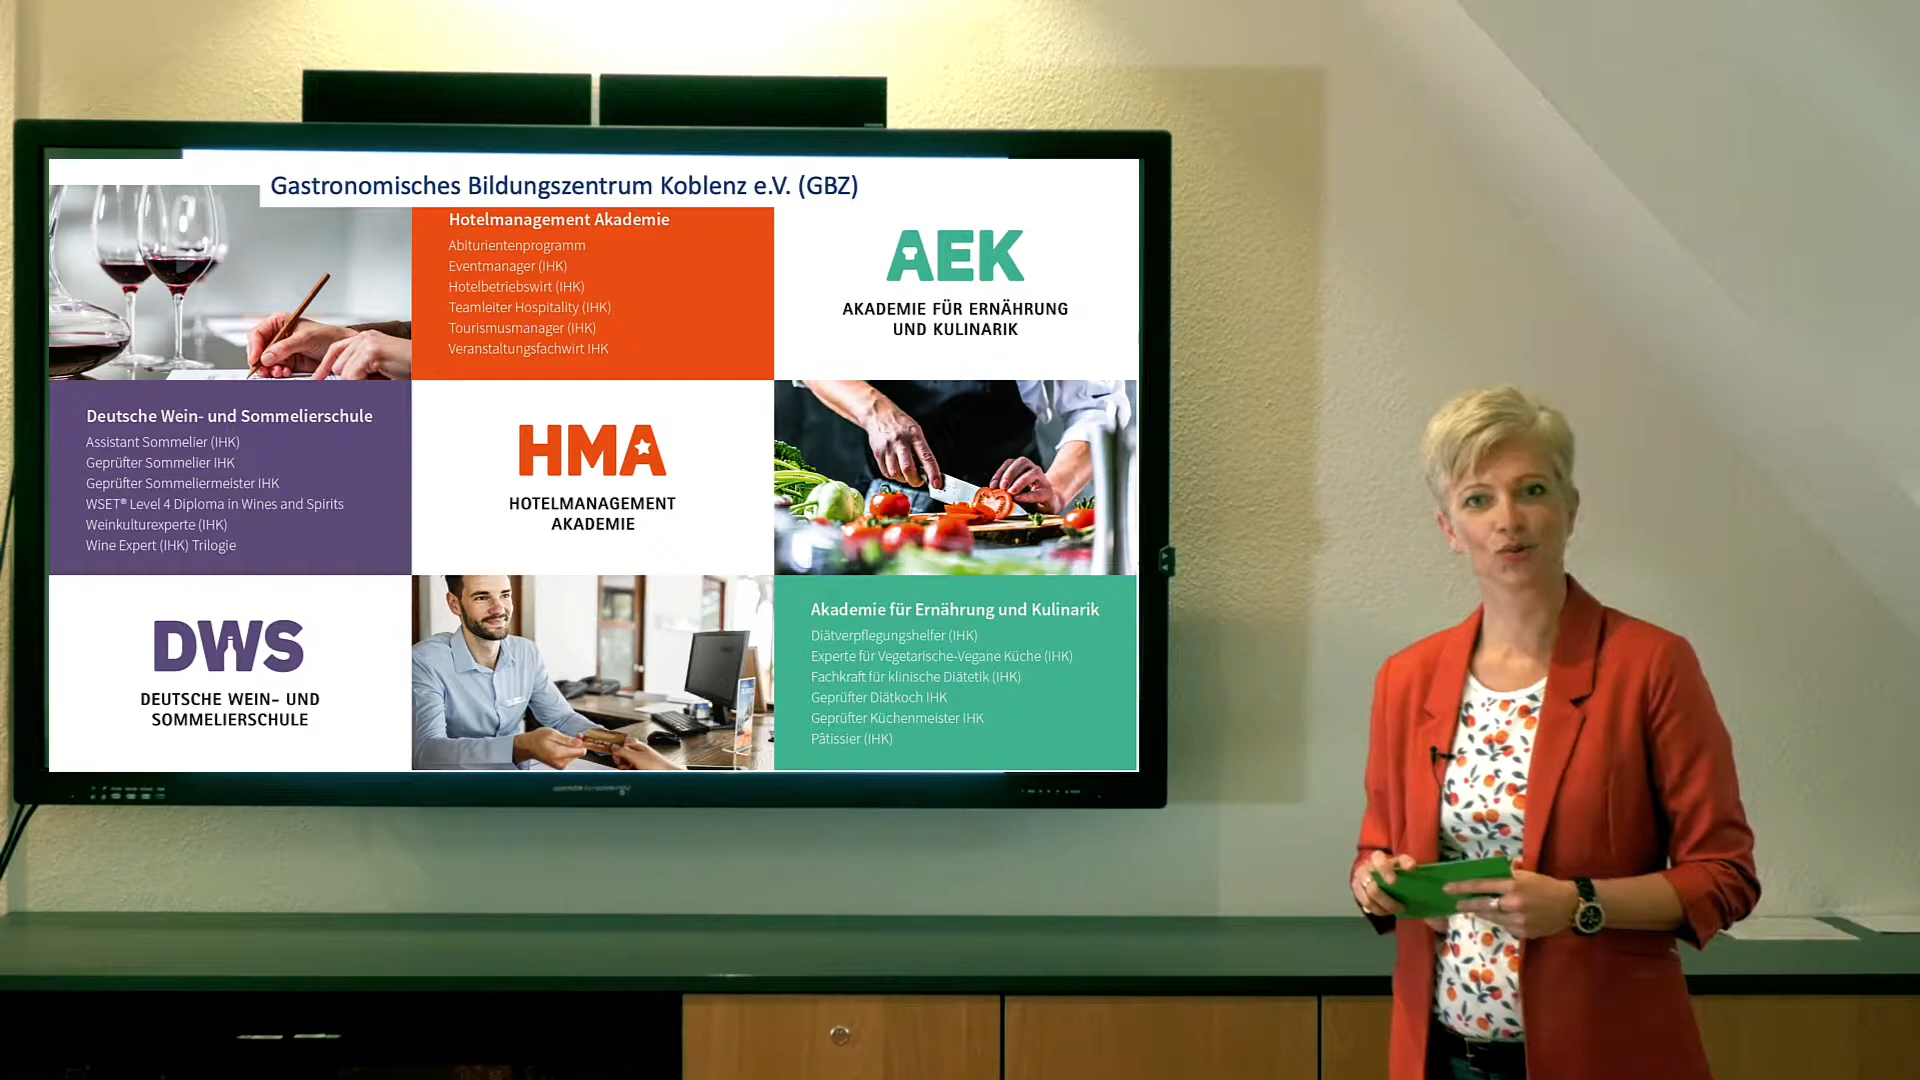 Gastronomisches Bildungszentrum Koblenz e.V. (GBZ)
Hotelmanagement Akademie
Abiturientenprogramm
Eventmanager (IHK)
Hotelbetriebswirt (IHK)
Teamleiter Hospitality (IHK)
Tourismusmanager (IHK)
Veranstaltungsfachwirt IHK
AEK
AKADEMIE FÜR ERNÄHRUNG
UND KULINARIK
Deutsche Wein- und Sommelierschule
Assistant Sommelier (IHK)
Geprüfter Sommelier IHK
Geprüfter Sommeliermeister IHK
WSET® Level 4 Diploma in Wines and Spirits
Weinkulturexperte (IHK)
Wine Expert (IHK) Trilogie
HMA
HOTELMANAGEMENT
AKADEMIE
DWS
DEUTSCHE WEIN- UND
SOMMELIERSCHULE
Akademie für Ernährung und Kulinarik
Diätverpflegungshelfer (IHK)
Experte für Vegetarische-Vegane Küche (IHK)
Fachkraft für klinische Diätetik (IHK)
Geprüfter Diätkoch IHK
Geprüfter Küchenmeister IHK
Pâtissier (IHK)